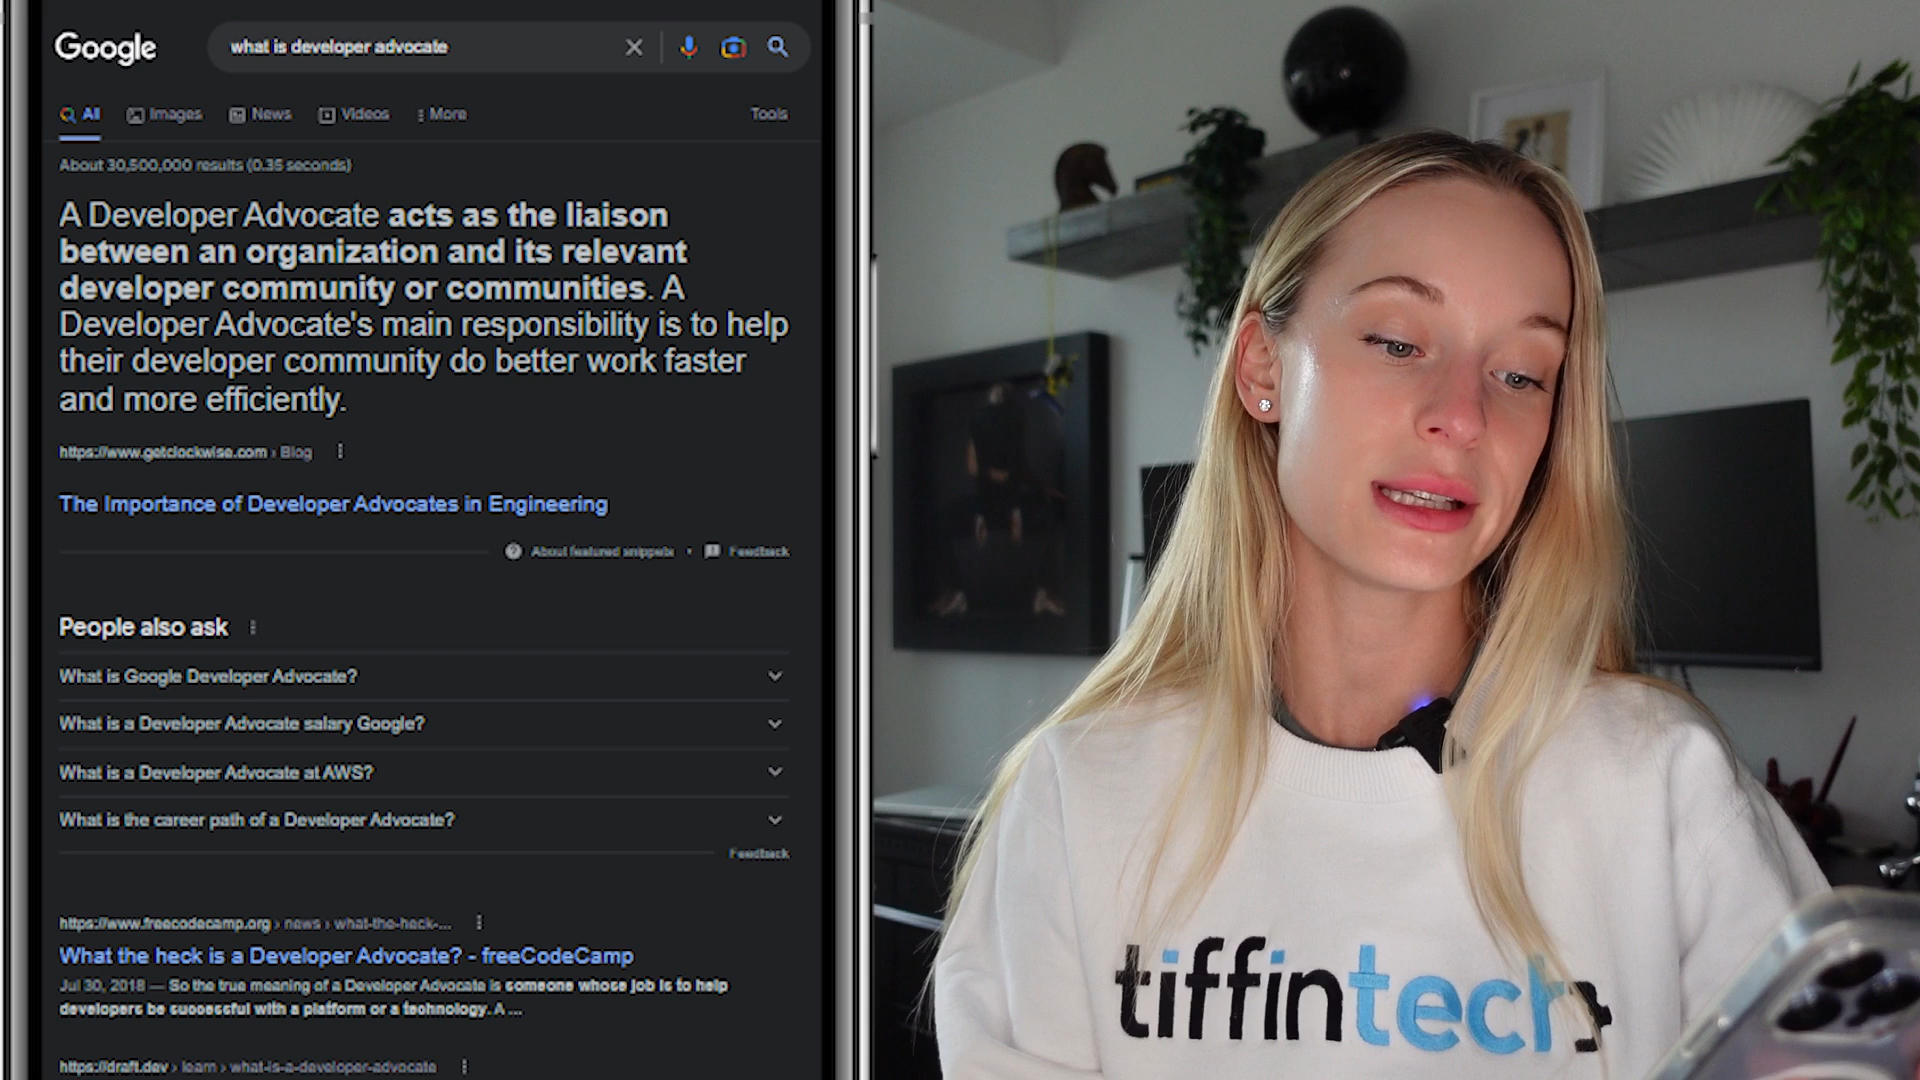 Google
what is developer advocate
All Images News Videos More Tools
About 30,500,000 results (0.35 seconds)
A Developer Advocate acts as the liaison
between an organization and its relevant
developer community or communities. A
Developer Advocate's main responsibility is to help
their developer community do better work faster
and more efficiently.
https://www.getclockwise.com › Blog
The Importance of Developer Advocates in Engineering
About featured snippets • Feedback
People also ask
What is Google Developer Advocate?
What is a Developer Advocate salary Google?
What is a Developer Advocate at AWS?
What is the career path of a Developer Advocate?
Feedback
https://www.freecodecamp.org › news › what-the-heck-...
What the heck is a Developer Advocate? - freeCodeCamp
Jul 30, 2018 — So the true meaning of a Developer Advocate is someone whose job is to help
developers be successful with a platform or a technology. A ...
https://draft.dev › learn › what-is-a-developer-advocate
tiffintech